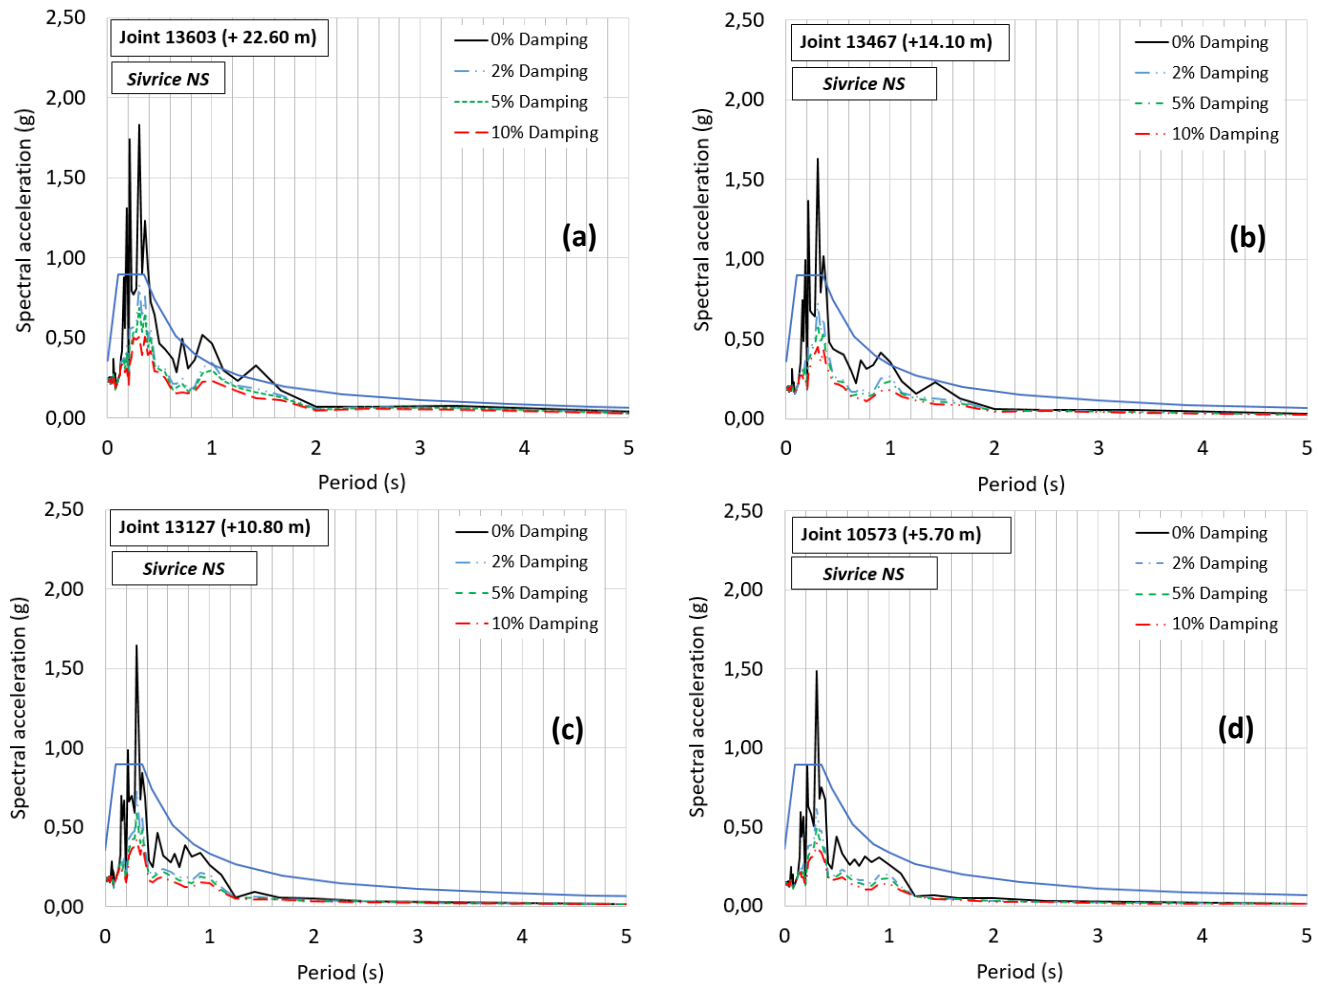 2,50
Joint 13603 (+ 22.60 m)
Sivrice NS
0% Damping
2% Damping
5% Damping
10% Damping
2,00
1,50
1,00
0,50
0,00
Spectral acceleration (g)
(a)
0 1 2 3 4 5
Period (s)
2,50
Joint 13467 (+14.10 m)
Sivrice NS
0% Damping
2% Damping
5% Damping
10% Damping
2,00
1,50
1,00
0,50
0,00
Spectral acceleration (g)
(b)
0 1 2 3 4 5
Period (s)
2,50
Joint 13127 (+10.80 m)
Sivrice NS
0% Damping
2% Damping
5% Damping
10% Damping
2,00
1,50
1,00
0,50
0,00
Spectral acceleration (g)
(c)
0 1 2 3 4 5
Period (s)
2,50
Joint 10573 (+5.70 m)
Sivrice NS
0% Damping
2% Damping
5% Damping
10% Damping
2,00
1,50
1,00
0,50
0,00
Spectral acceleration (g)
(d)
0 1 2 3 4 5
Period (s)